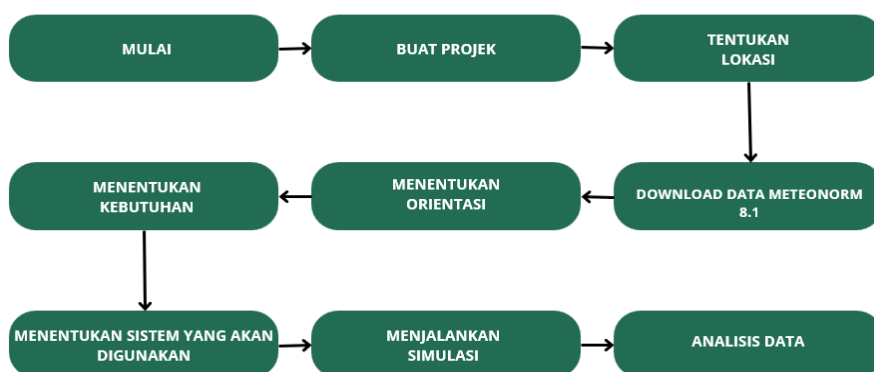 MULAI
BUAT PROJEK
TENTUKAN
LOKASI
DOWNLOAD DATA METEONORM
8.1
MENENTUKAN
ORIENTASI
MENENTUKAN
KEBUTUHAN
MENENTUKAN SISTEM YANG AKAN
DIGUNAKAN
MENJALANKAN
SIMULASI
ANALISIS DATA